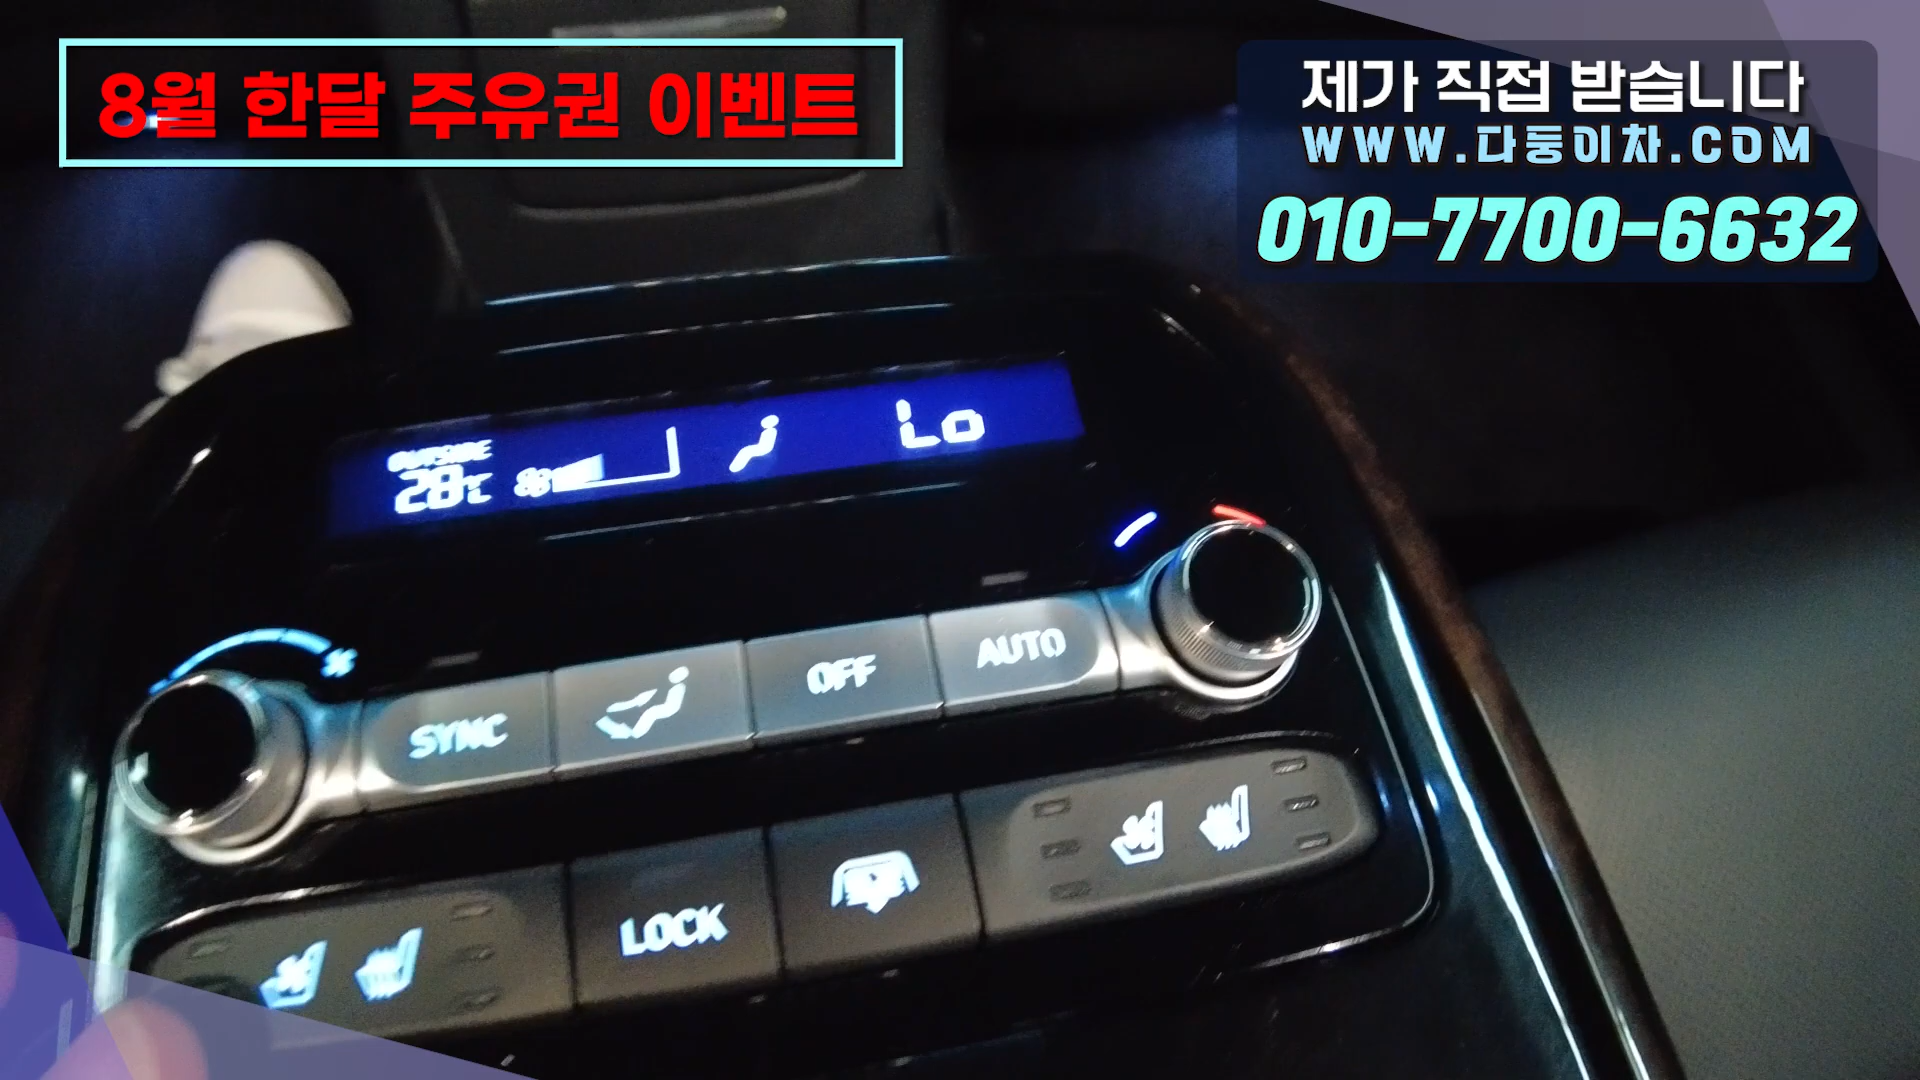 8월 한달 주유권 이벤트
제가 직접 받습니다
WWW.다둥이차.COM
010-7700-6632
OUTSIDE
28℃
Lo
SYNC
OFF
AUTO
LOCK